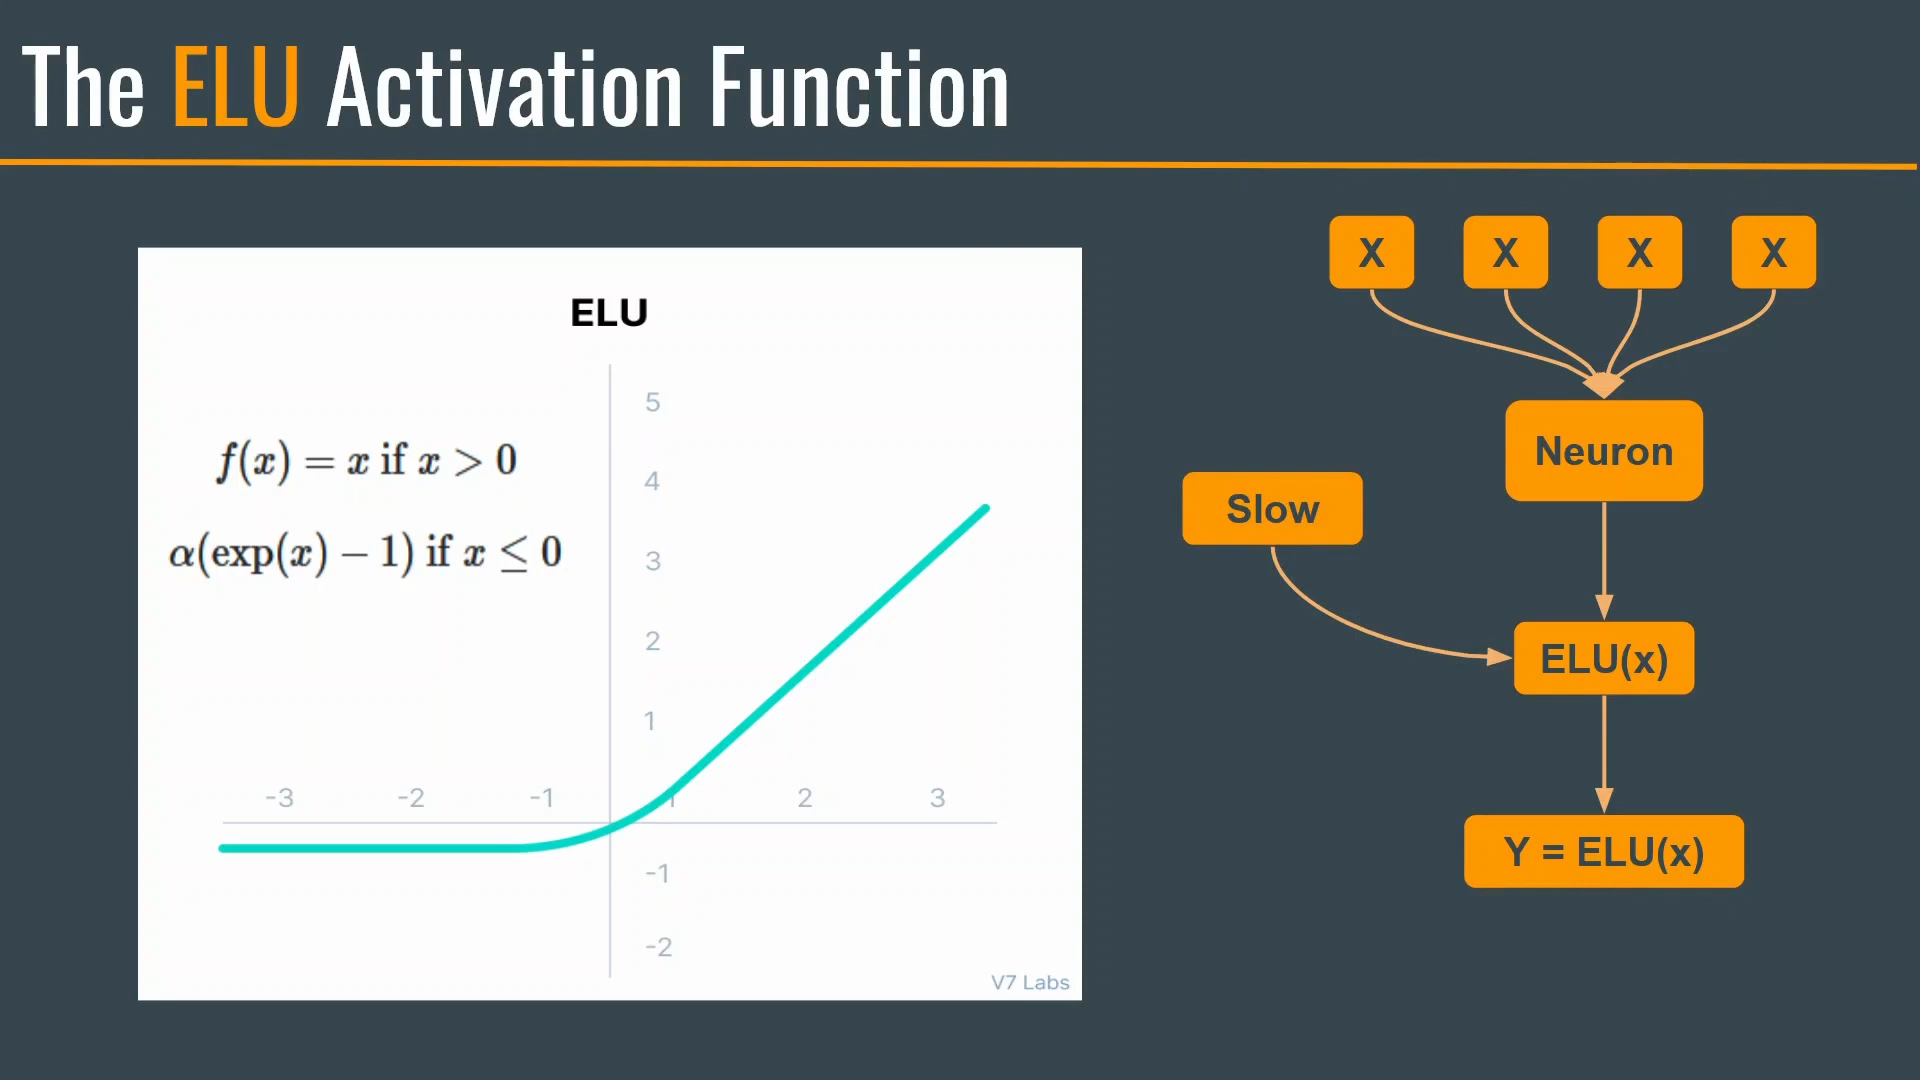 The ELU Activation Function
ELU
f(x) = x if x > 0
α(exp(x) − 1) if x ≤ 0
5
4
3
2
1
-3 -2 -1 1 2 3
-1
-2
V7 Labs
X X X X
Neuron
Slow
ELU(x)
Y = ELU(x)